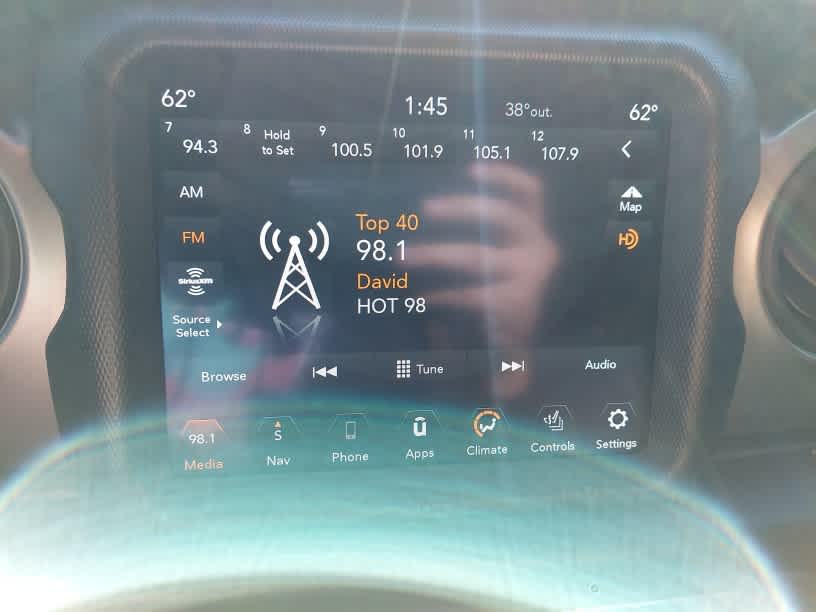 62° 1:45 38° out. 62°
7 94.3 8 Hold to Set 9 100.5 10 101.9 11 105.1 12 107.9
AM
Map
Top 40
FM
98.1
HD
David
SiriusXM
HOT 98
Source Select
Browse Tune Audio
98.1 S u
Media Nav Phone Apps Climate Controls Settings